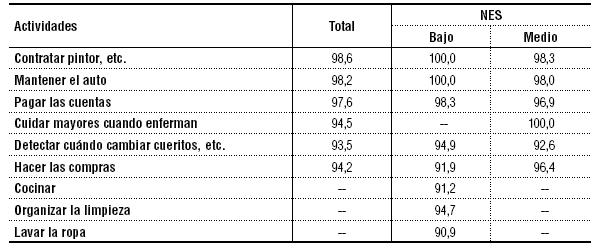 Actividades Total NES
Bajo Medio
Contratar pintor, etc. 98,6 100,0 98,3
Mantener el auto 98,2 100,0 98,0
Pagar las cuentas 97,6 98,3 96,9
Cuidar mayores cuando enferman 94,5 -- 100,0
Detectar cuándo cambiar cueritos, etc. 93,5 94,9 92,6
Hacer las compras 94,2 91,9 96,4
Cocinar -- 91,2 --
Organizar la limpieza -- 94,7 --
Lavar la ropa -- 90,9 --